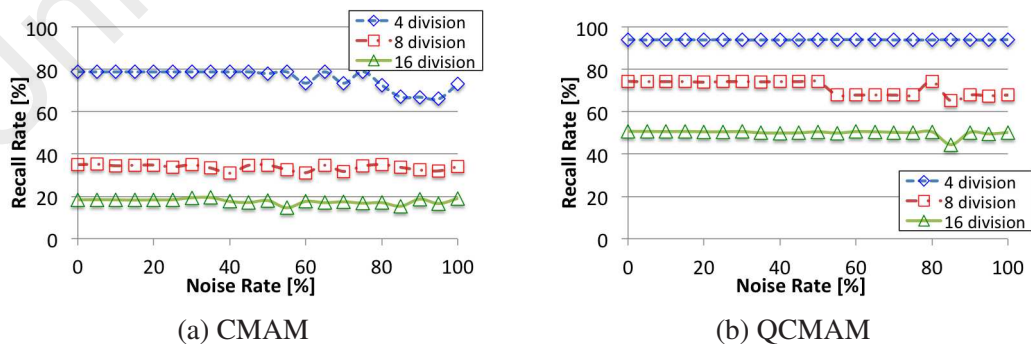 100
80
60
40
20
0
Recall Rate [%]
0 20 40 60 80 100
Noise Rate [%]
4 division
8 division
16 division
(a) CMAM
100
80
60
40
20
0
Recall Rate [%]
0 20 40 60 80 100
Noise Rate [%]
4 division
8 division
16 division
(b) QCMAM